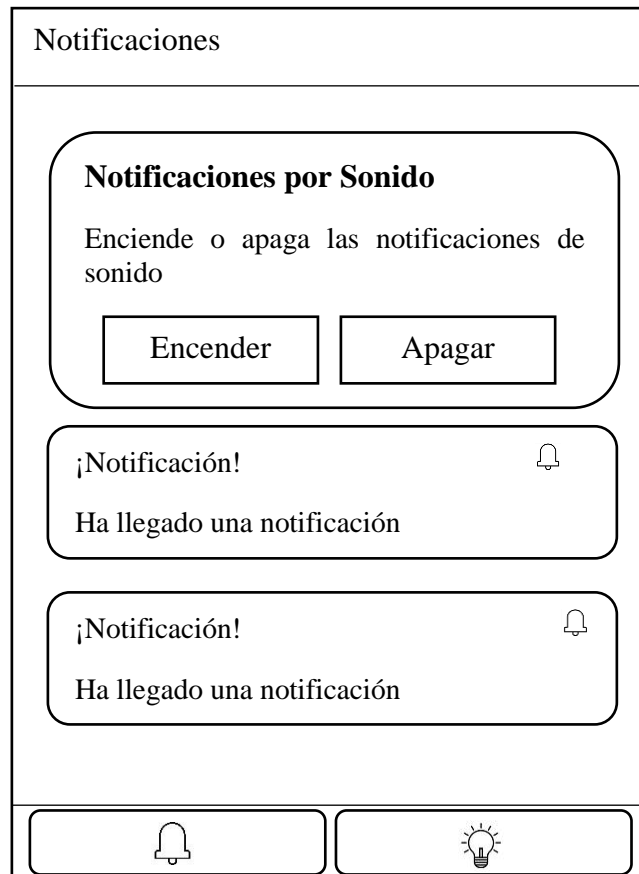 Notificaciones
Notificaciones por Sonido
Enciende o apaga las notificaciones de
sonido
Encender
Apagar
¡Notificación!
Ha llegado una notificación
¡Notificación!
Ha llegado una notificación